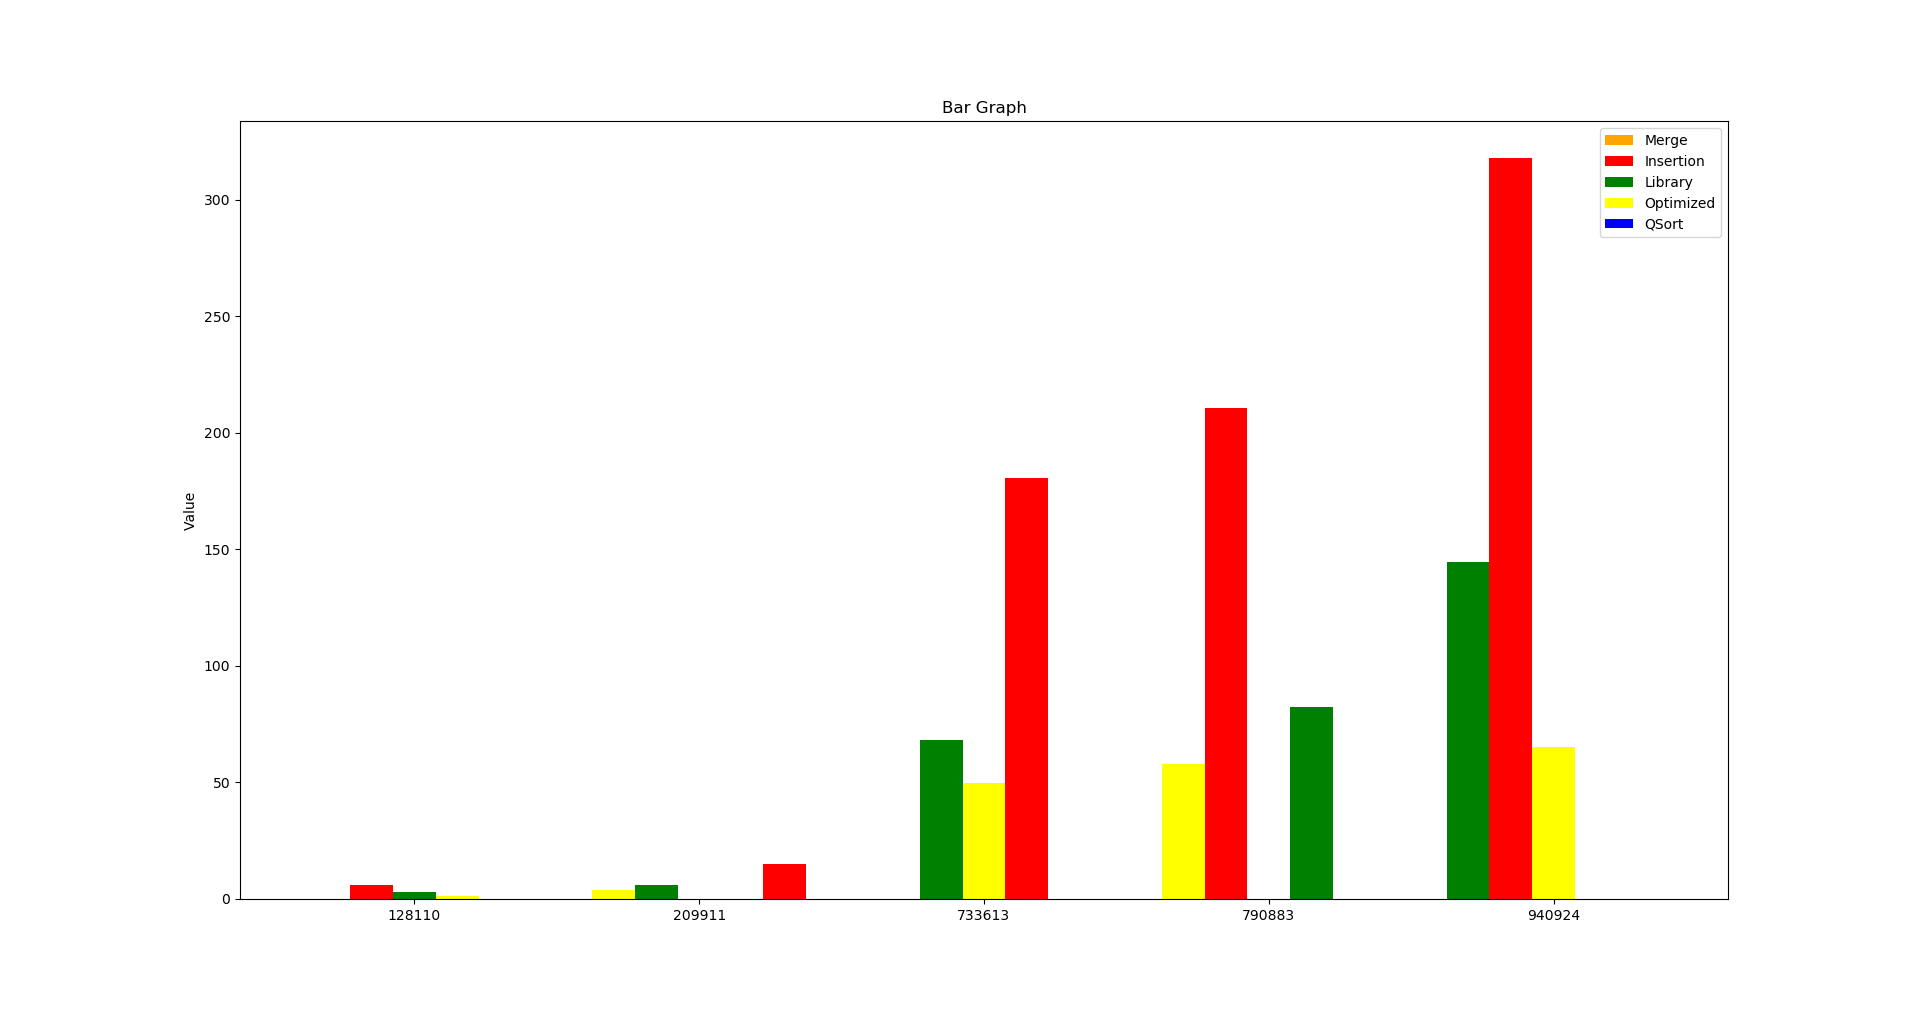 Bar Graph
Merge
Insertion
Library
Optimized
QSort
300
250
200
150
100
50
0
Value
128110
209911
733613
790883
940924